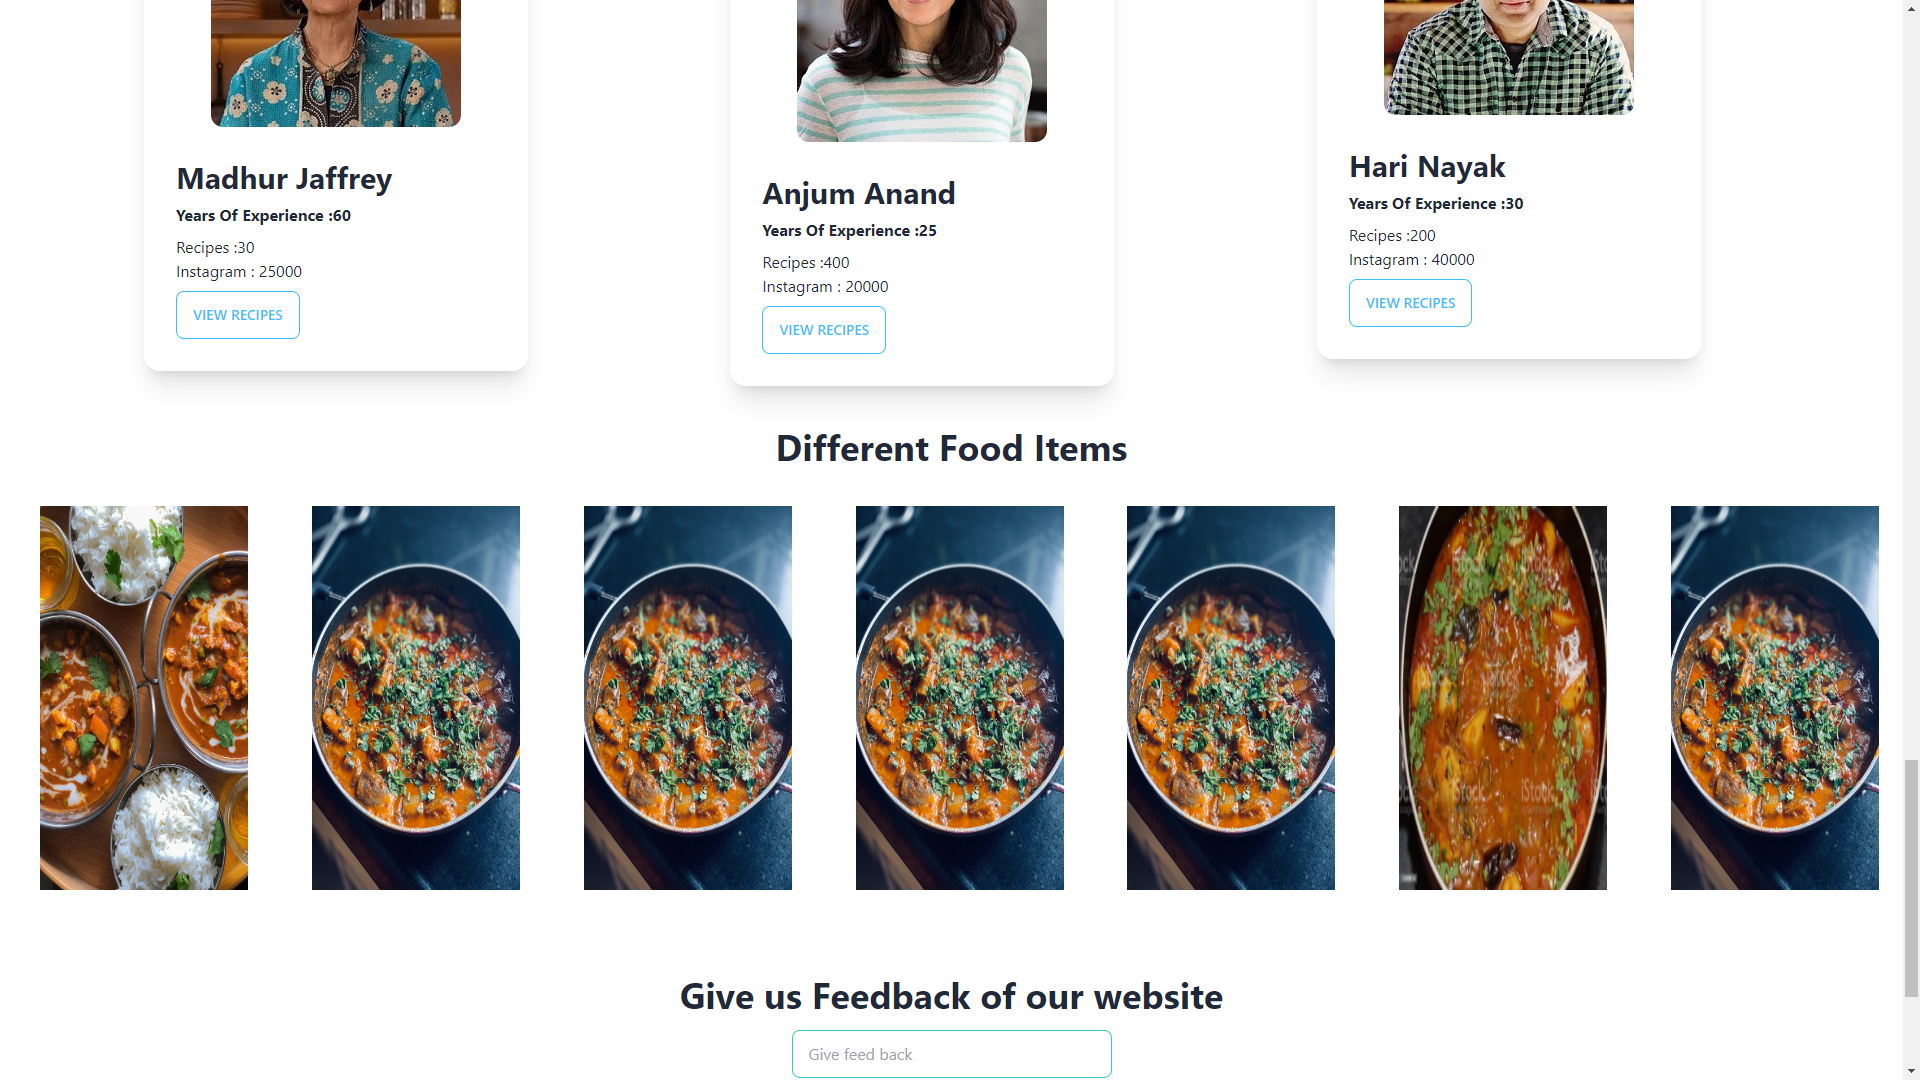 Madhur Jaffrey
Years Of Experience :60
Recipes :30
Instagram : 25000
VIEW RECIPES
Anjum Anand
Years Of Experience :25
Recipes :400
Instagram : 20000
VIEW RECIPES
Hari Nayak
Years Of Experience :30
Recipes :200
Instagram : 40000
VIEW RECIPES
Different Food Items
iStock
Give us Feedback of our website
Give feed back